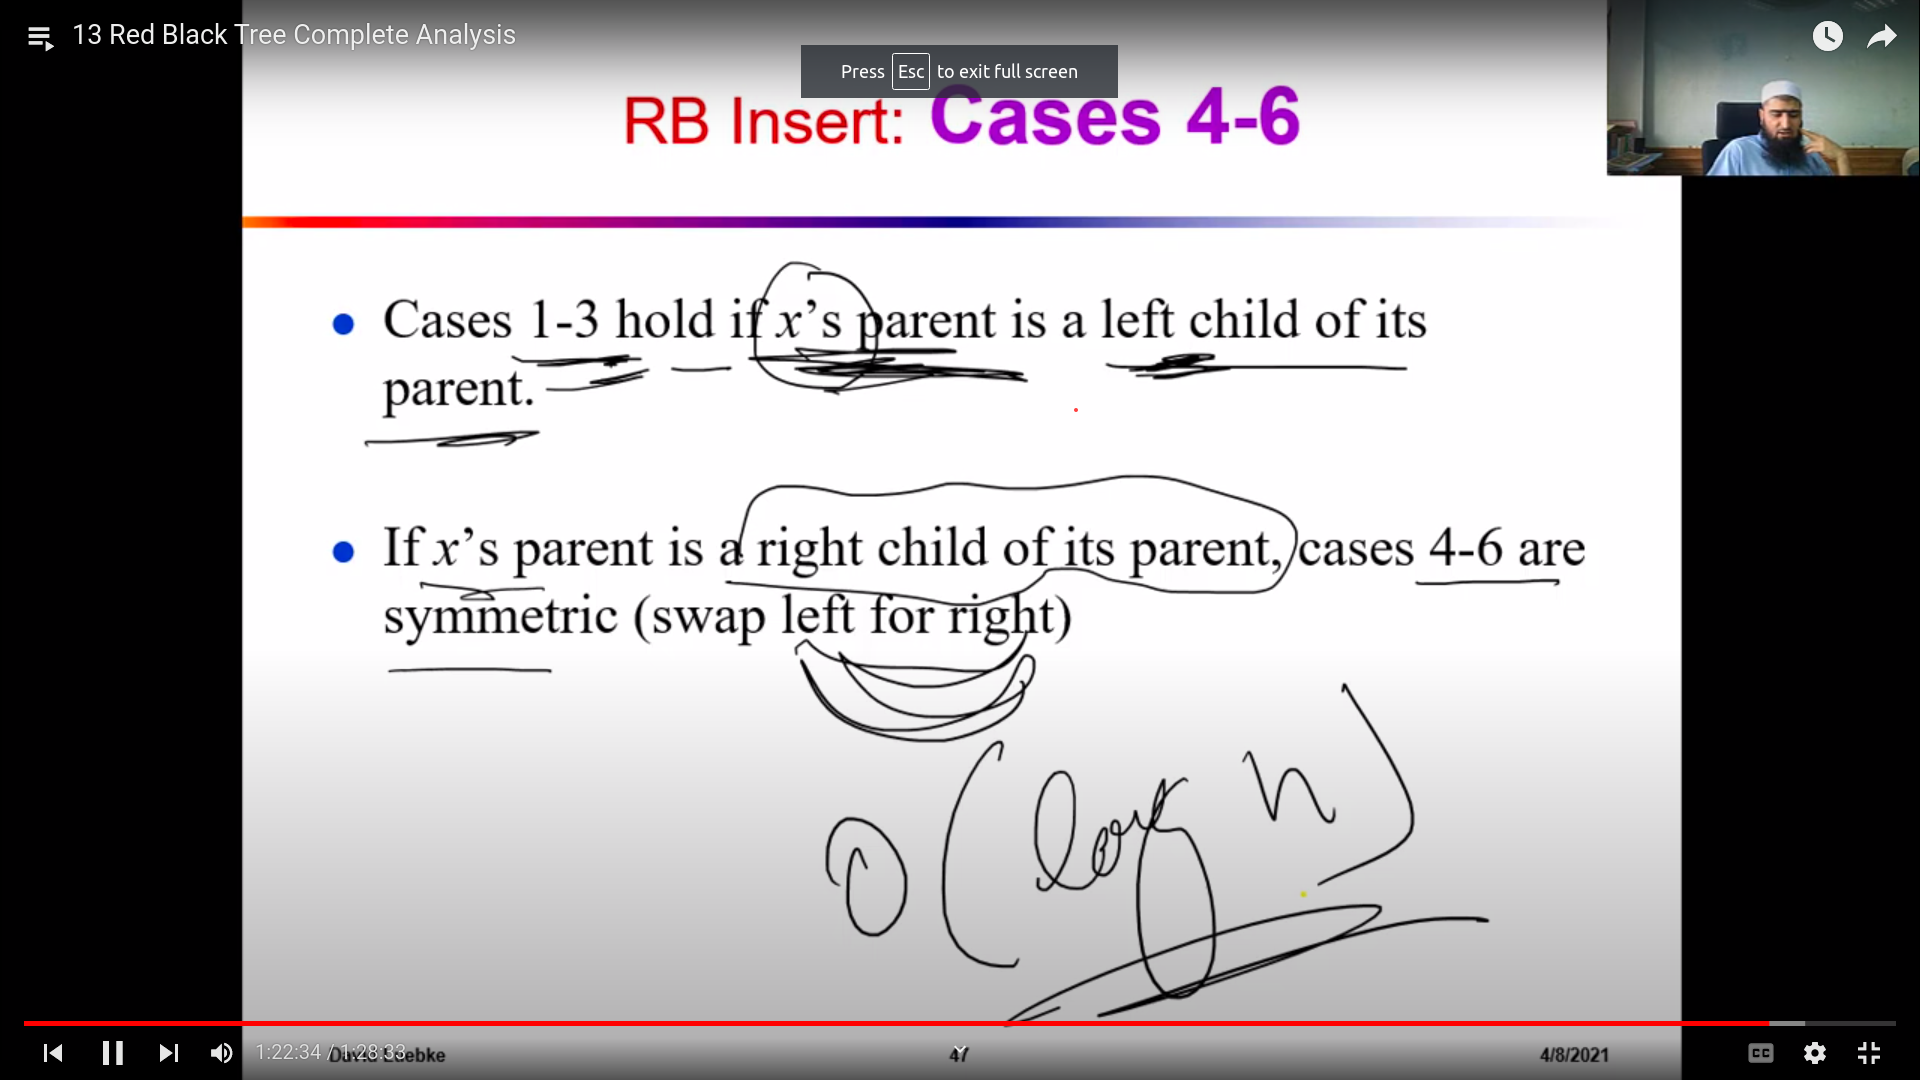 13 Red Black Tree Complete Analysis
Press Esc to exit full screen
RB Insert: Cases 4-6
• Cases 1-3 hold if x’s parent is a left child of its
parent.
• If x’s parent is a right child of its parent, cases 4-6 are
symmetric (swap left for right)
O(log n)
1:22:34 / 1:28:33
David Luebke
47
4/8/2021
CC